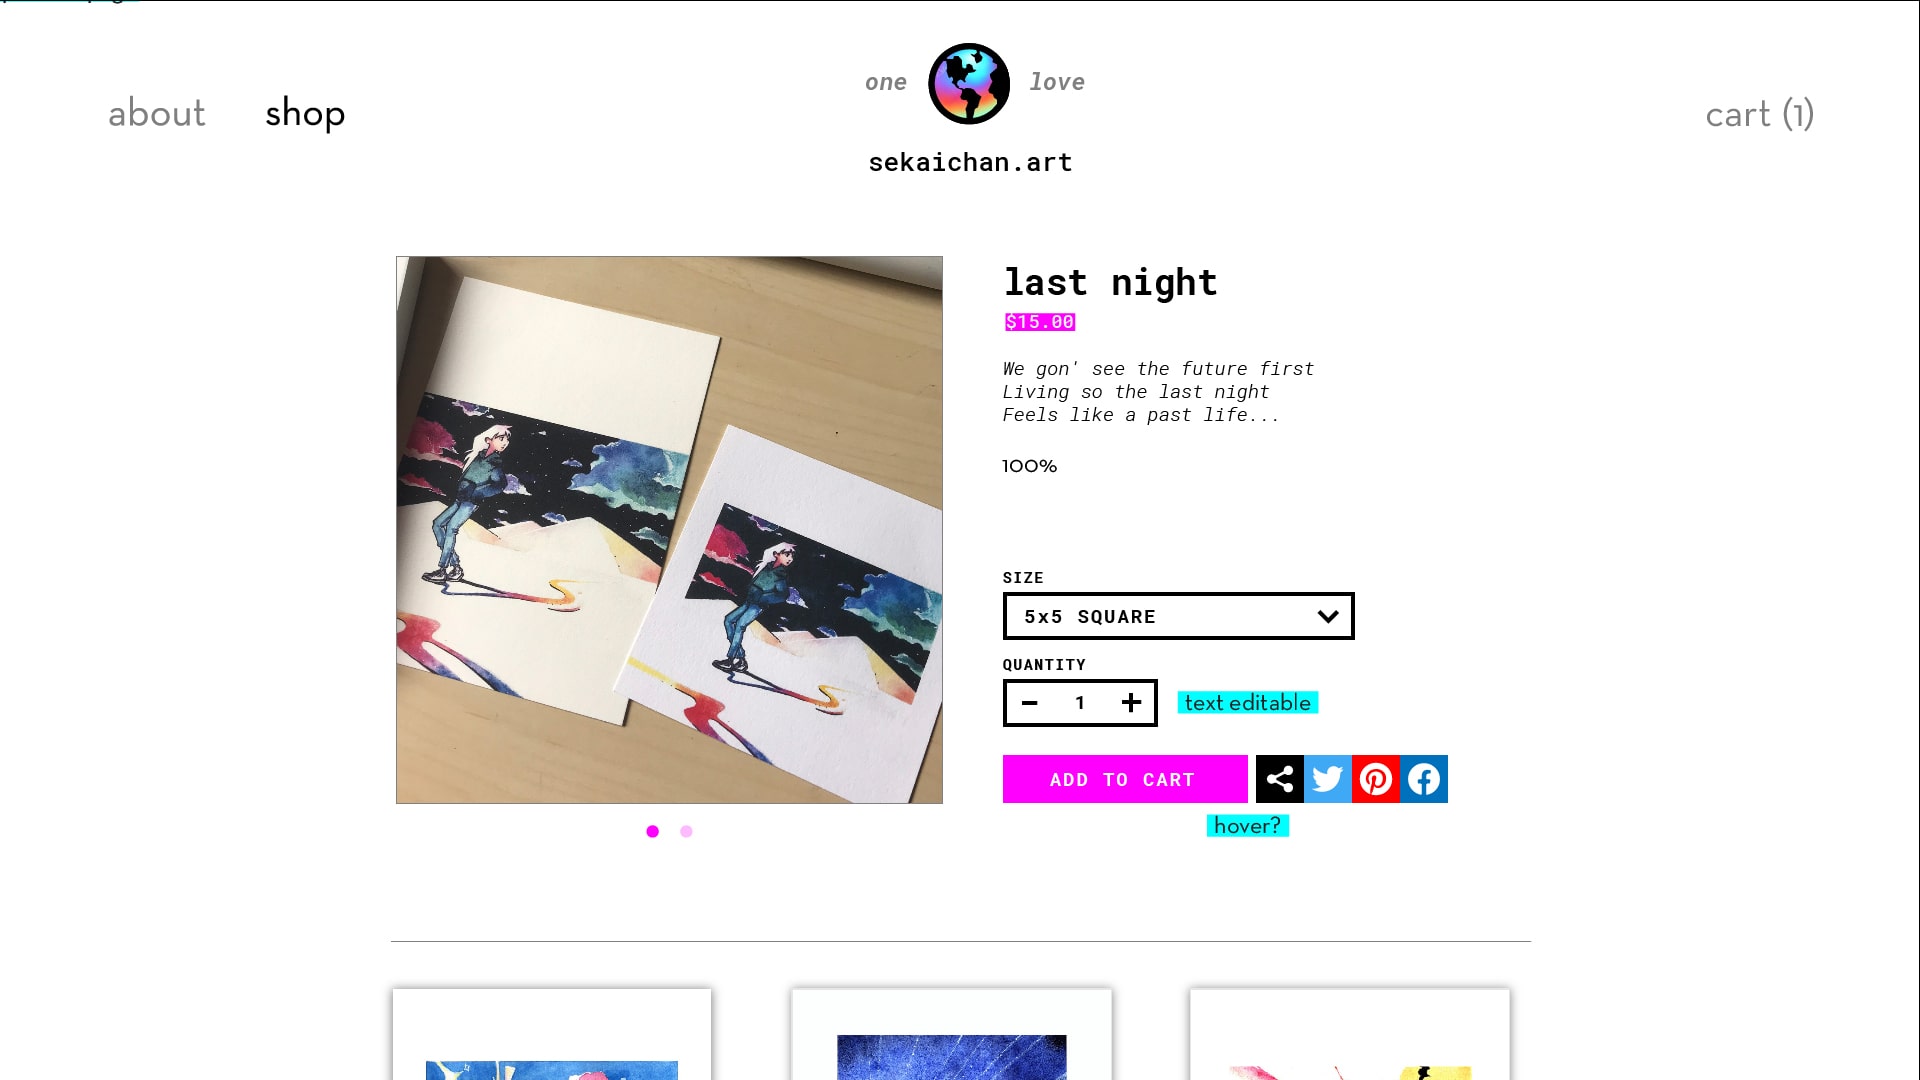 one love
about shop
cart (1)
sekaichan.art
last night
$15.00
We gon' see the future first
Living so the last night
Feels like a past life...
100%
SIZE
5x5 SQUARE
QUANTITY
1
text editable
ADD TO CART
hover?